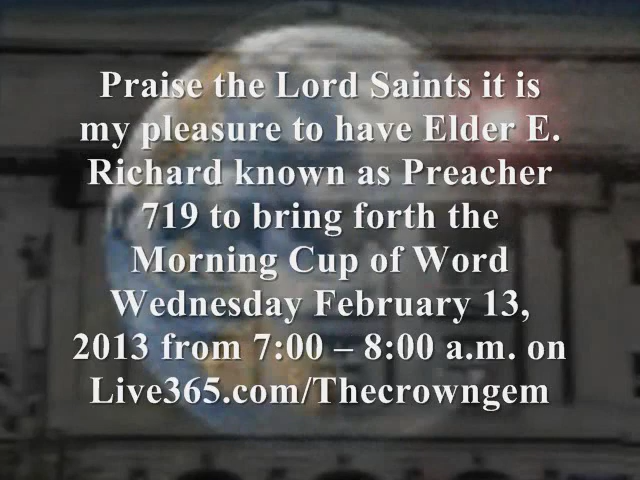 Praise the Lord Saints it is
my pleasure to have Elder E.
Richard known as Preacher
719 to bring forth the
Morning Cup of Word
Wednesday February 13,
2013 from 7:00 – 8:00 a.m. on
Live365.com/Thecrowngem